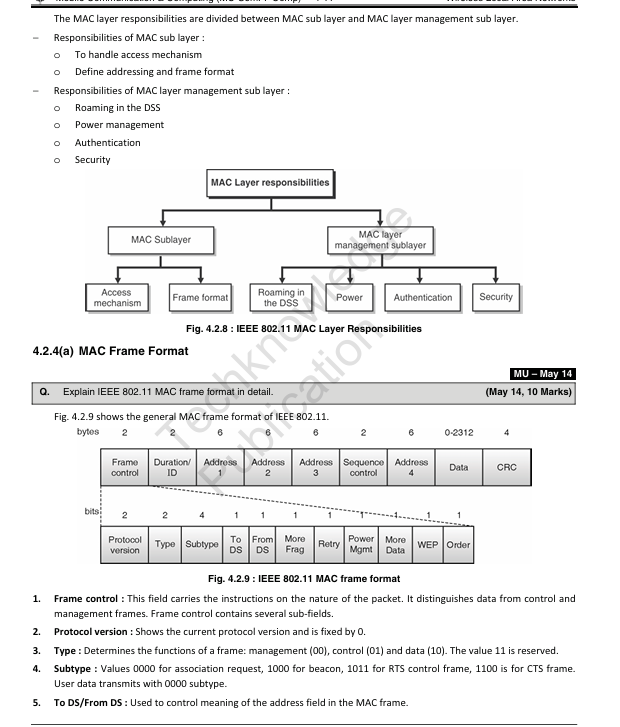 The MAC layer responsibilities are divided between MAC sub layer and MAC layer management sub layer.
– Responsibilities of MAC sub layer :
o To handle access mechanism
o Define addressing and frame format
– Responsibilities of MAC layer management sub layer :
o Roaming in the DSS
o Power management
o Authentication
o Security
MAC Layer responsibilities
MAC Sublayer
MAC layer
management sublayer
Access
mechanism
Frame format
Roaming in
the DSS
Power
Authentication
Security
Fig. 4.2.8 : IEEE 802.11 MAC Layer Responsibilities
4.2.4(a) MAC Frame Format
MU – May 14
Q. Explain IEEE 802.11 MAC frame format in detail. (May 14, 10 Marks)
Fig. 4.2.9 shows the general MAC frame format of IEEE 802.11.
bytes 2 2 6 6 6 2 6 0-2312 4
Frame
control
Duration/
ID
Address
1
Address
2
Address
3
Sequence
control
Address
4
Data
CRC
bits 2 2 4 1 1 1 1 1 1 1 1
Protocol
version
Type
Subtype
To
DS
From
DS
More
Frag
Retry
Power
Mgmt
More
Data
WEP
Order
Fig. 4.2.9 : IEEE 802.11 MAC frame format
1. Frame control : This field carries the instructions on the nature of the packet. It distinguishes data from control and
management frames. Frame control contains several sub-fields.
2. Protocol version : Shows the current protocol version and is fixed by 0.
3. Type : Determines the functions of a frame: management (00), control (01) and data (10). The value 11 is reserved.
4. Subtype : Values 0000 for association request, 1000 for beacon, 1011 for RTS control frame, 1100 is for CTS frame.
User data transmits with 0000 subtype.
5. To DS/From DS : Used to control meaning of the address field in the MAC frame.
Techknowledge
Publication